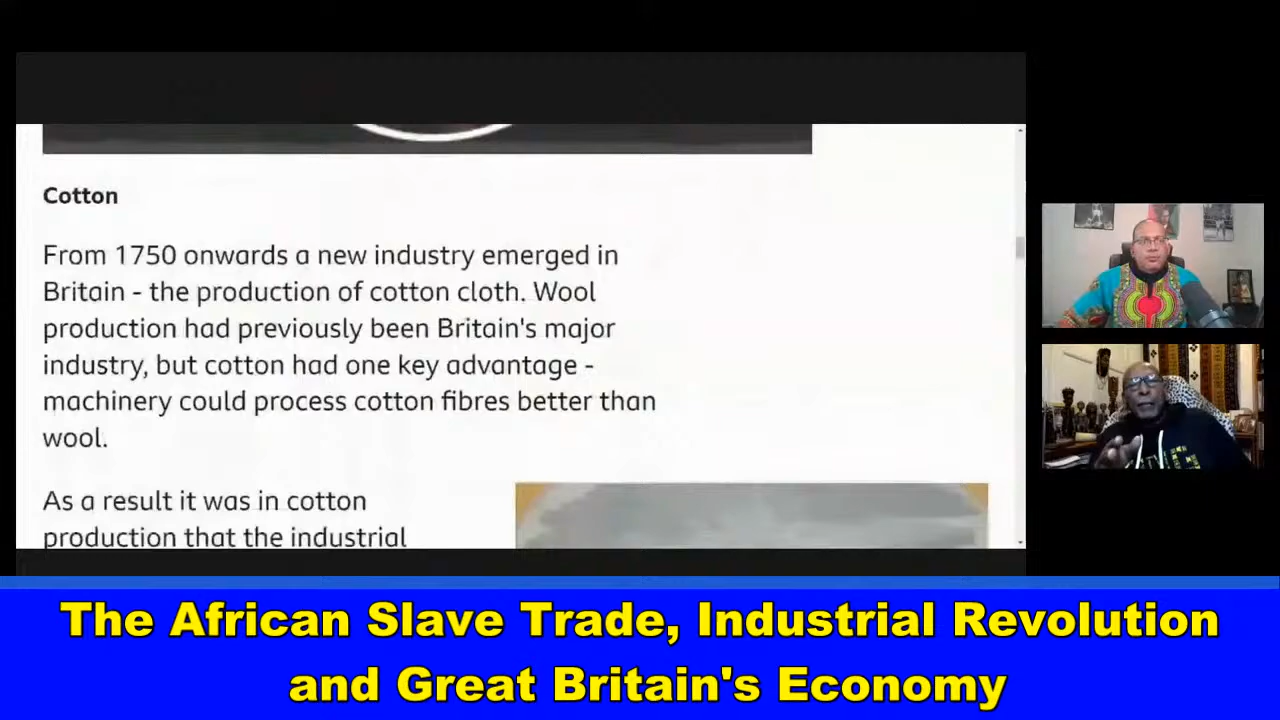 Cotton
From 1750 onwards a new industry emerged in
Britain - the production of cotton cloth. Wool
production had previously been Britain's major
industry, but cotton had one key advantage -
machinery could process cotton fibres better than
wool.
As a result it was in cotton
production that the industrial
The African Slave Trade, Industrial Revolution
and Great Britain's Economy